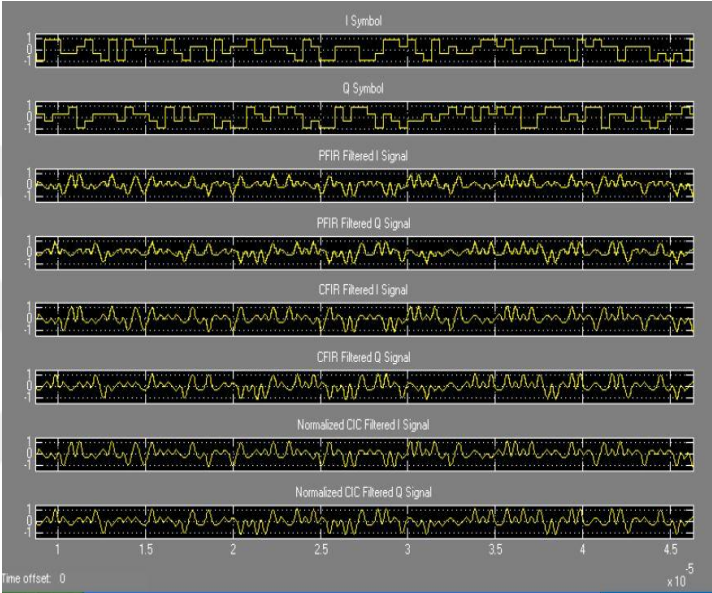 I Symbol
1
0
-1
Q Symbol
1
0
-1
PFIR Filtered I Signal
1
0
-1
PFIR Filtered Q Signal
1
0
-1
CFIR Filtered I Signal
1
0
-1
CFIR Filtered Q Signal
1
0
-1
Normalized CIC Filtered I Signal
1
0
-1
Normalized CIC Filtered Q Signal
1
0
-1
1 1.5 2 2.5 3 3.5 4 4.5
Time offset: 0
x 10 -5